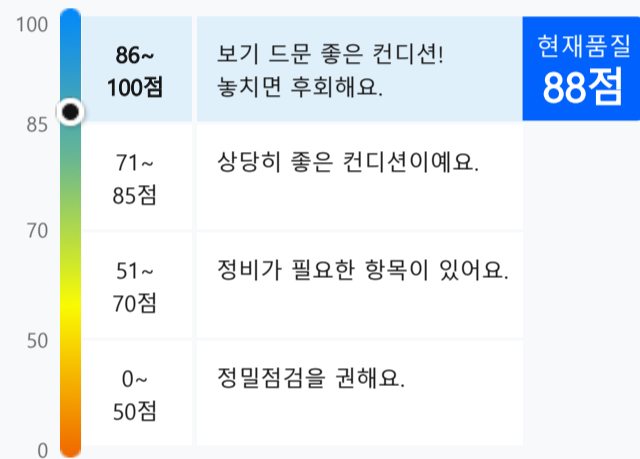 100
86~
100점
보기 드문 좋은 컨디션!
놓치면 후회해요.
현재품질
88점
85
71~
85점
상당히 좋은 컨디션이예요.
70
51~
70점
정비가 필요한 항목이 있어요.
50
0~
50점
정밀점검을 권해요.
0